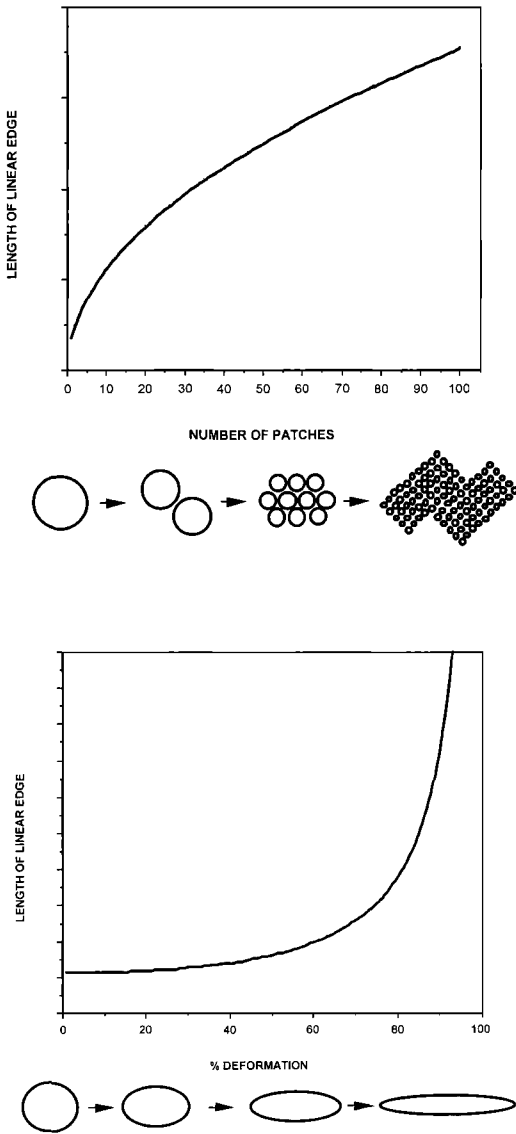 LENGTH OF LINEAR EDGE
0 10 20 30 40 50 60 70 80 90 100
NUMBER OF PATCHES
LENGTH OF LINEAR EDGE
0 20 40 60 80 100
% DEFORMATION